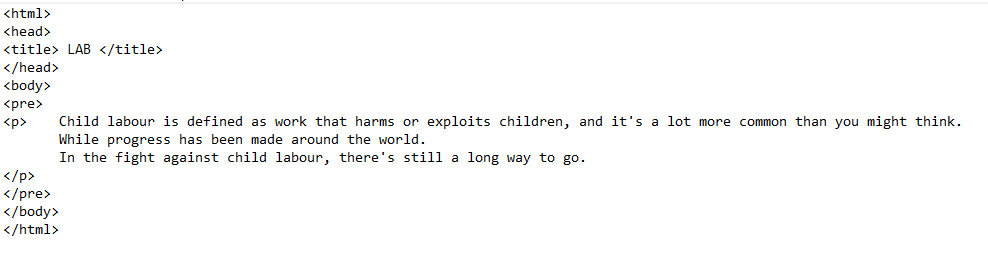 <html>
<head>
<title> LAB </title>
</head>
<body>
<pre>
<p>    Child labour is defined as work that harms or exploits children, and it's a lot more common than you might think.
       While progress has been made around the world.
       In the fight against child labour, there's still a long way to go.
</p>
</pre>
</body>
</html>